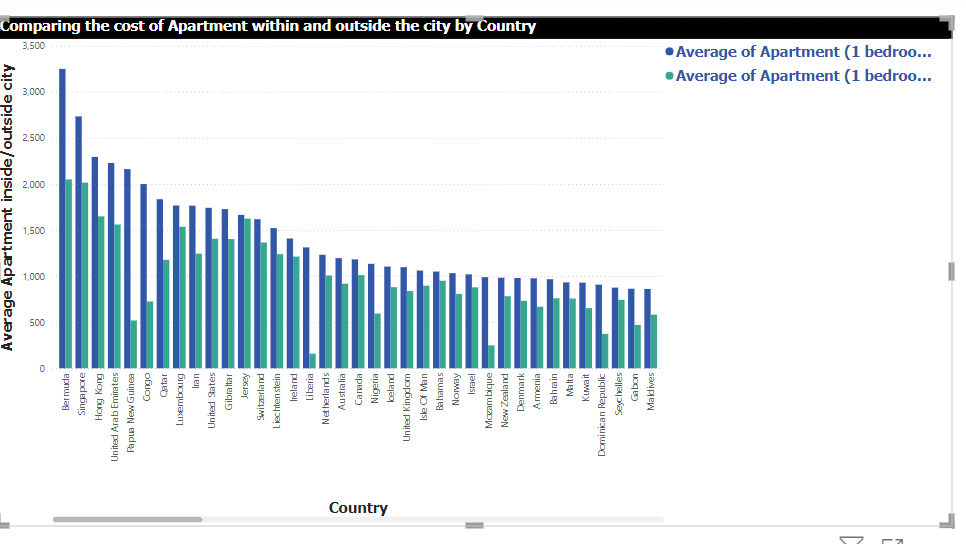 Comparing the cost of Apartment within and outside the city by Country
3,500
3,000
2,500
2,000
1,500
1,000
500
0
Average Apartment inside/outside city
Average of Apartment (1 bedroo...
Average of Apartment (1 bedroo...
Bermuda
Singapore
Hong Kong
United Arab Emirates
Papua New Guinea
Congo
Qatar
Luxembourg
Iran
United States
Gibraltar
Jersey
Switzerland
Liechtenstein
Ireland
Liberia
Netherlands
Australia
Canada
Nigeria
Iceland
United Kingdom
Isle Of Man
Bahamas
Norway
Israel
Mozambique
New Zealand
Denmark
Armenia
Bahrain
Malta
Kuwait
Dominican Republic
Seychelles
Gabon
Maldives
Country